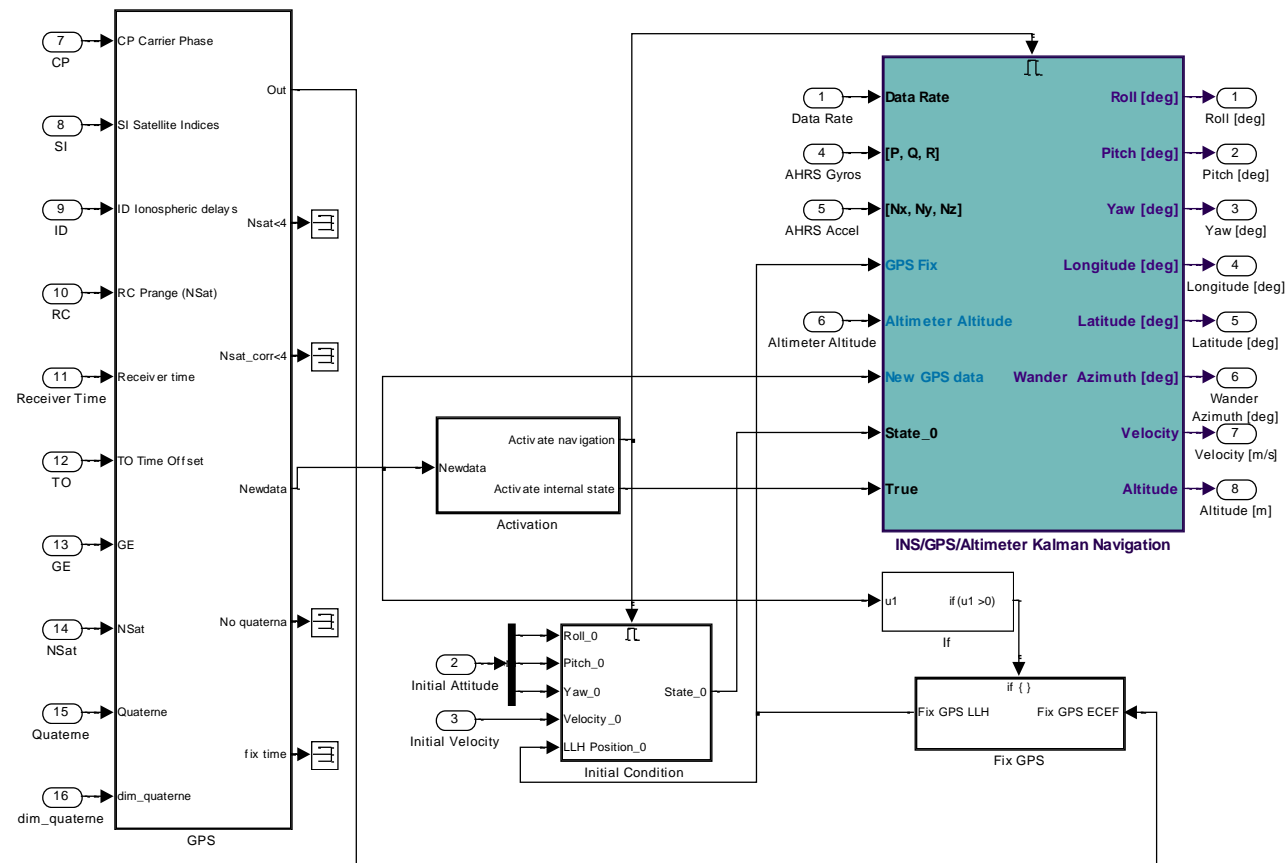 7
CP
8
SI
9
ID
10
RC
11
Receiver Time
12
TO
13
GE
14
NSat
15
Quaterne
16
dim_quaterne
CP Carrier Phase
SI Satellite Indices
ID Ionospheric delays
RC Prange (NSat)
Receiver time
TO Time Offset
GE
NSat
Quaterne
dim_quaterne
Out
Nsat<4
Nsat_corr<4
Newdata
No quaterna
fix time
GPS
Newdata
Activate navigation
Activate internal state
Activation
2
Initial Attitude
3
Initial Velocity
Roll_0
Pitch_0
Yaw_0
Velocity_0
LLH Position_0
State_0
Initial Condition
1
Data Rate
4
AHRS Gyros
5
AHRS Accel
6
Altimeter Altitude
Data Rate
[P, Q, R]
[Nx, Ny, Nz]
GPS Fix
Altimeter Altitude
New GPS data
State_0
True
Roll [deg]
Pitch [deg]
Yaw [deg]
Longitude [deg]
Latitude [deg]
Wander Azimuth [deg]
Velocity
Altitude
INS/GPS/Altimeter Kalman Navigation
1
Roll [deg]
2
Pitch [deg]
3
Yaw [deg]
4
Longitude [deg]
5
Latitude [deg]
6
Wander
Azimuth [deg]
7
Velocity [m/s]
8
Altitude [m]
u1
if(u1 >0)
If
if { }
Fix GPS LLH
Fix GPS ECEF
Fix GPS